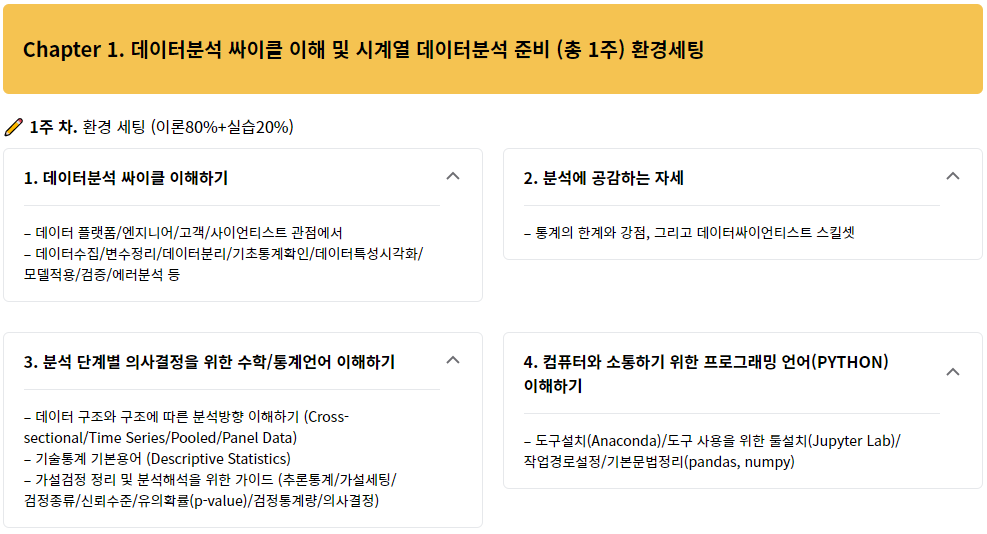 Chapter 1. 데이터분석 싸이클 이해 및 시계열 데이터분석 준비 (총 1주) 환경세팅
1주 차. 환경 세팅 (이론80%+실습20%)
1. 데이터분석 싸이클 이해하기
– 데이터 플랫폼/엔지니어/고객/사이언티스트 관점에서
– 데이터수집/변수정리/데이터분리/기초통계확인/데이터특성시각화/
모델적용/검증/에러분석 등
2. 분석에 공감하는 자세
– 통계의 한계와 강점, 그리고 데이터싸이언티스트 스킬셋
3. 분석 단계별 의사결정을 위한 수학/통계언어 이해하기
– 데이터 구조와 구조에 따른 분석방향 이해하기 (Cross-
sectional/Time Series/Pooled/Panel Data)
– 기술통계 기본용어 (Descriptive Statistics)
– 가설검정 정리 및 분석해석을 위한 가이드 (추론통계/가설세팅/
검정종류/신뢰수준/유의확률(p-value)/검정통계량/의사결정)
4. 컴퓨터와 소통하기 위한 프로그래밍 언어(PYTHON)
이해하기
– 도구설치(Anaconda)/도구 사용을 위한 툴설치(Jupyter Lab)/
작업경로설정/기본문법정리(pandas, numpy)